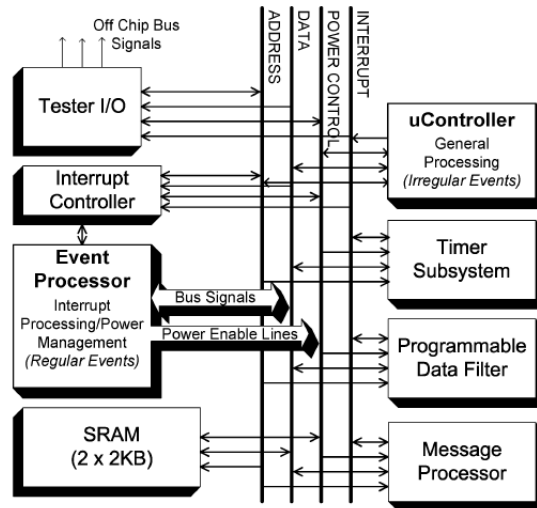 Off Chip Bus
Signals
ADDRESS
DATA
POWER CONTROL
INTERRUPT
Tester I/O
uController
General
Processing
(Irregular Events)
Interrupt
Controller
Event
Processor
Interrupt
Processing/Power
Management
(Regular Events)
Bus Signals
Power Enable Lines
Timer
Subsystem
Programmable
Data Filter
SRAM
(2 x 2KB)
Message
Processor